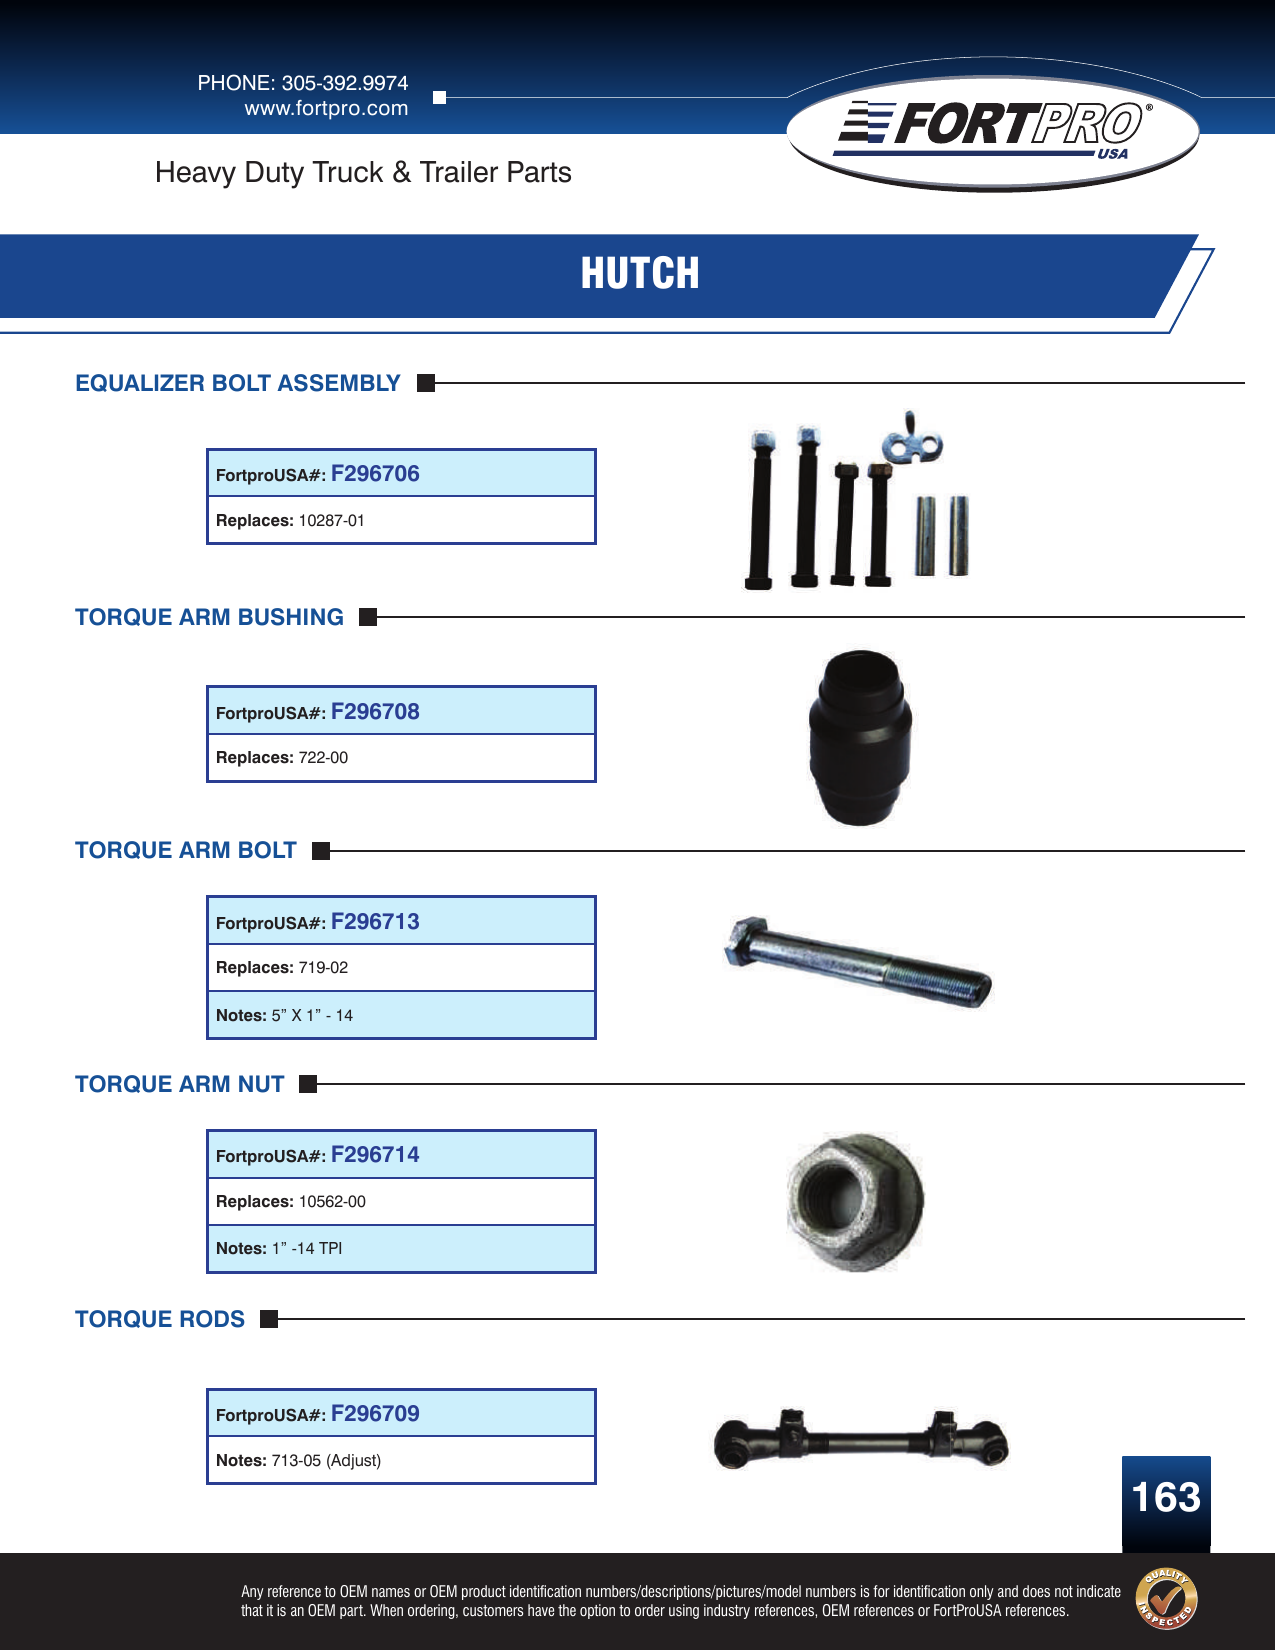 PHONE: 305-392.9974
www.fortpro.com
FORTPRO®
USA
Heavy Duty Truck & Trailer Parts
HUTCH
EQUALIZER BOLT ASSEMBLY
FortproUSA#: F296706
Replaces: 10287-01
TORQUE ARM BUSHING
FortproUSA#: F296708
Replaces: 722-00
TORQUE ARM BOLT
FortproUSA#: F296713
Replaces: 719-02
Notes: 5” X 1” - 14
TORQUE ARM NUT
FortproUSA#: F296714
Replaces: 10562-00
Notes: 1” -14 TPI
TORQUE RODS
FortproUSA#: F296709
Notes: 713-05 (Adjust)
163
Any reference to OEM names or OEM product identification numbers/descriptions/pictures/model numbers is for identification only and does not indicate
that it is an OEM part. When ordering, customers have the option to order using industry references, OEM references or FortProUSA references.
QUALITY
INSPECTED